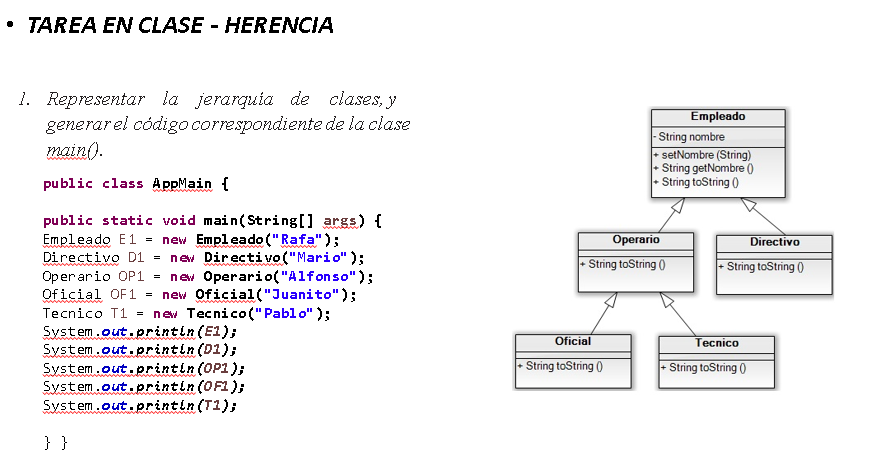 • TAREA EN CLASE - HERENCIA
1. Representar la jerarquía de clases, y
generar el código correspondiente de la clase
main().
public class AppMain {
public static void main(String[] args) {
Empleado E1 = new Empleado("Rafa");
Directivo D1 = new Directivo("Mario");
Operario OP1 = new Operario("Alfonso");
Oficial OF1 = new Oficial("Juanito");
Tecnico T1 = new Tecnico("Pablo");
System.out.println(E1);
System.out.println(D1);
System.out.println(OP1);
System.out.println(OF1);
System.out.println(T1);
} }
Empleado
- String nombre
+ setNombre (String)
+ String getNombre ()
+ String toString ()
Operario
+ String toString ()
Directivo
+ String toString ()
Oficial
+ String toString ()
Tecnico
+ String toString ()